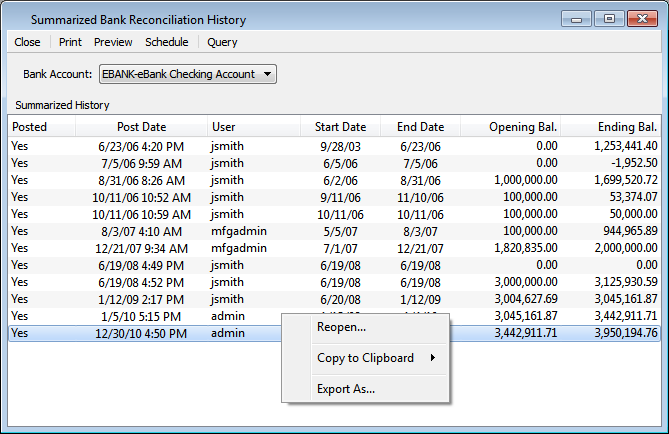 Summarized Bank Reconciliation History
Close Print Preview Schedule Query
Bank Account: EBANK-eBank Checking Account
Summarized History
Posted Post Date User Start Date End Date Opening Bal. Ending Bal.
Yes 6/23/06 4:20 PM jsmith 9/28/03 6/23/06 0.00 1,253,441.40
Yes 7/5/06 9:59 AM jsmith 6/5/06 7/5/06 0.00 -1,952.50
Yes 8/31/06 8:26 AM jsmith 6/2/06 8/31/06 1,000,000.00 1,699,520.72
Yes 10/11/06 10:52 AM jsmith 9/11/06 11/10/06 100,000.00 53,374.07
Yes 10/11/06 10:59 AM jsmith 10/11/06 10/11/06 100,000.00 50,000.00
Yes 8/3/07 4:10 AM mfgadmin 5/5/07 8/3/07 100,000.00 944,965.89
Yes 12/21/07 9:34 AM mfgadmin 7/1/07 12/21/07 1,820,835.00 2,000,000.00
Yes 6/19/08 4:49 PM jsmith 6/19/08 6/19/08 0.00 0.00
Yes 6/19/08 4:52 PM jsmith 6/19/08 6/19/08 3,000,000.00 3,125,930.59
Yes 1/12/09 2:17 PM jsmith 6/20/08 1/12/09 3,004,627.69 3,045,161.87
Yes 1/5/10 5:15 PM admin 3,045,161.87 3,442,911.71
Yes 12/30/10 4:50 PM admin 3,442,911.71 3,950,194.76
Reopen...
Copy to Clipboard
Export As...